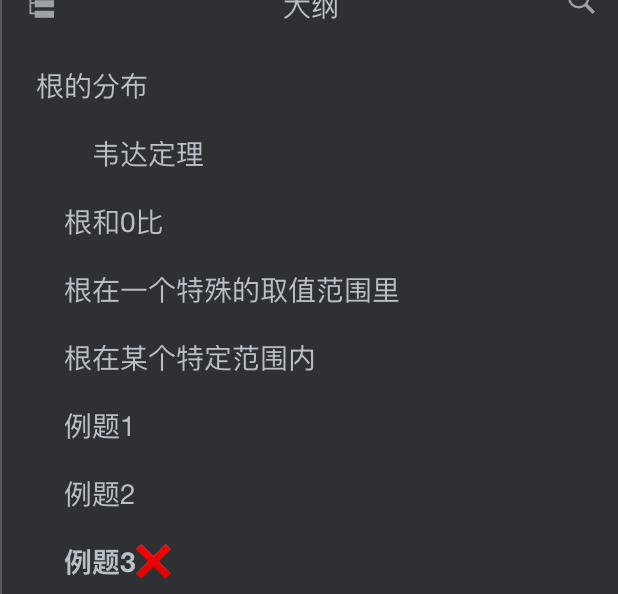 大纲
根的分布
韦达定理
根和0比
根在一个特殊的取值范围里
根在某个特定范围内
例题1
例题2
例题3❌